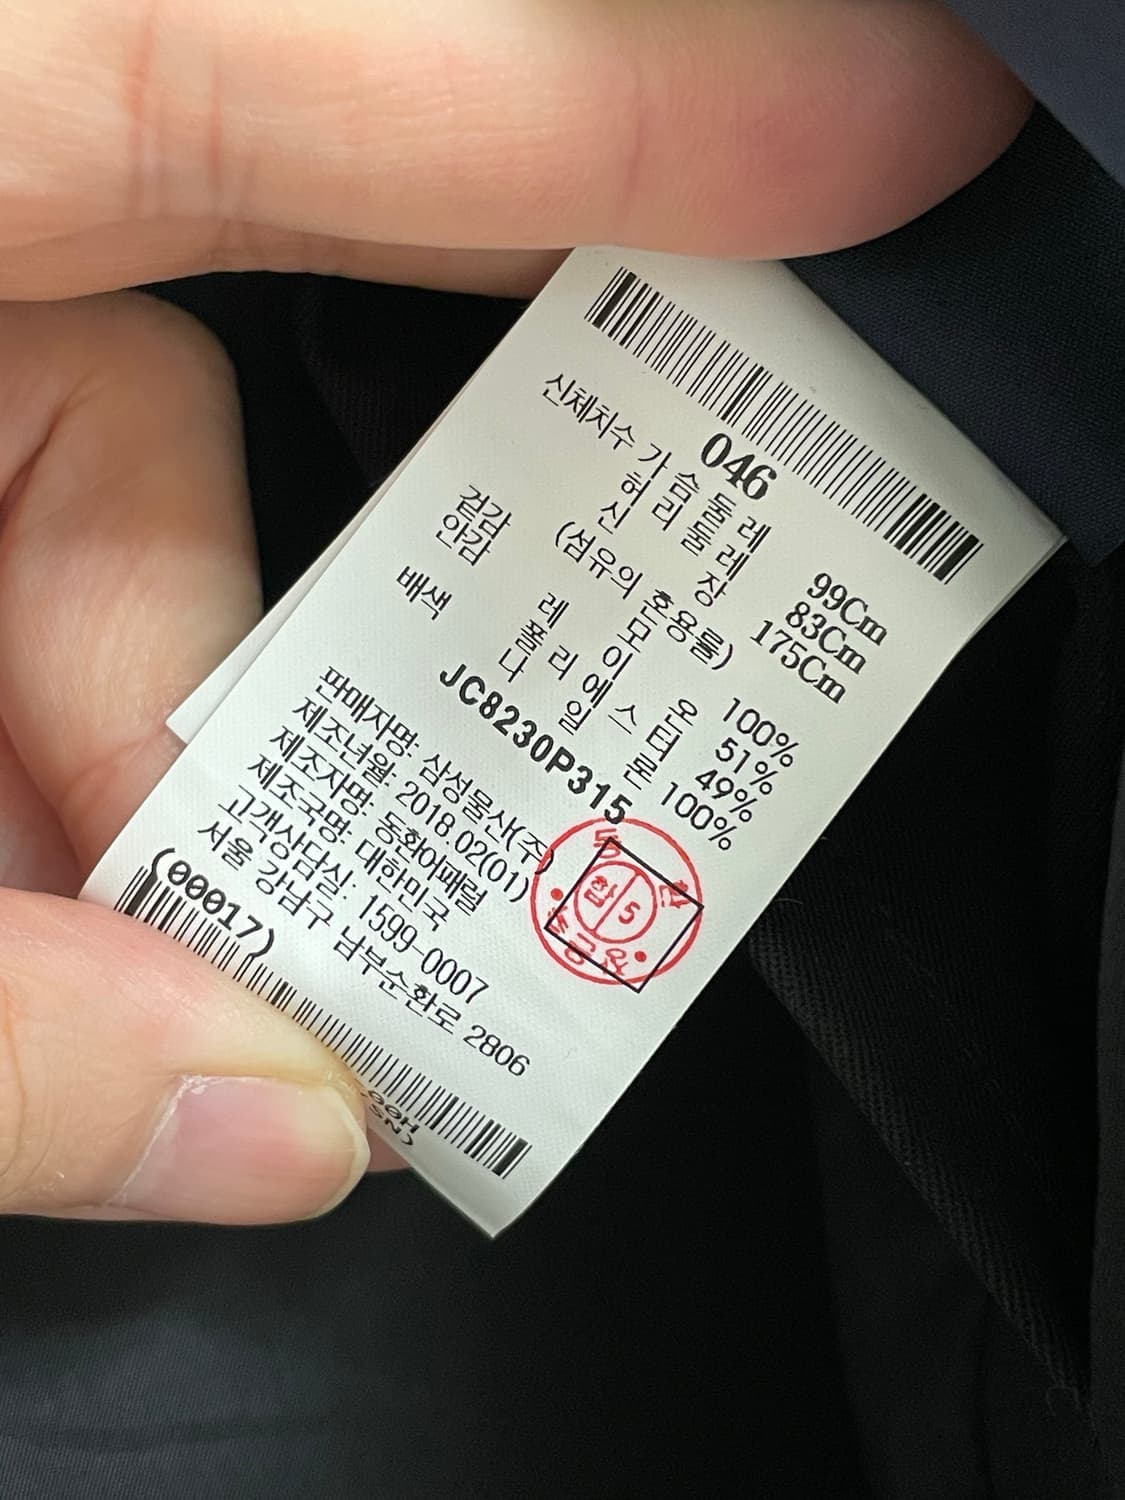 046
신체치수 가 슴 둘 레 99Cm
허 리 둘 레 83Cm
신 장 175Cm
(섬유의 혼용률)
겉감 모 100%
안감 레 이 온 51%
폴 리 에 스 터 49%
배색 나 일 론 100%
JC8230P315
판매자명: 삼성물산(주)
제조년월: 2018.02(01)
제조자명: 동환어패럴
제조국명: 대한민국
고객상담실: 1599-0007
서울 강남구 남부순환로 2806
(00017)
합 5